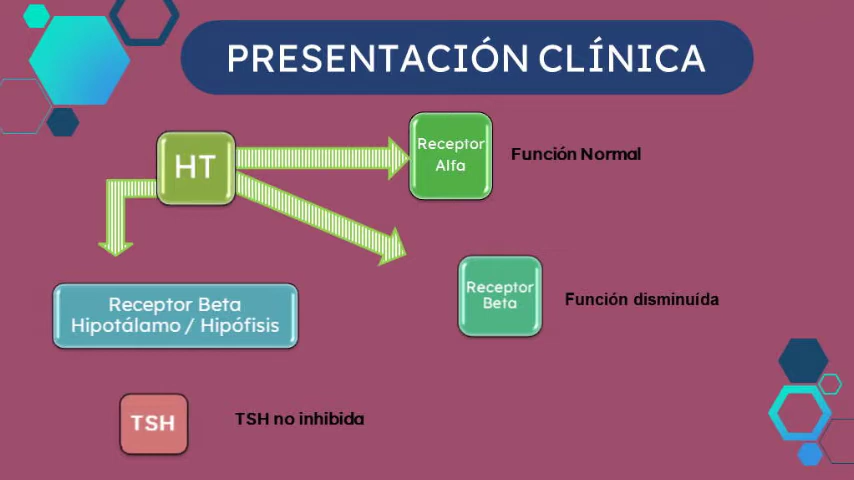 PRESENTACIÓN CLÍNICA
HT
Receptor
Alfa
Función Normal
Receptor Beta
Hipotálamo / Hipófisis
Receptor
Beta
Función disminuída
TSH
TSH no inhibida